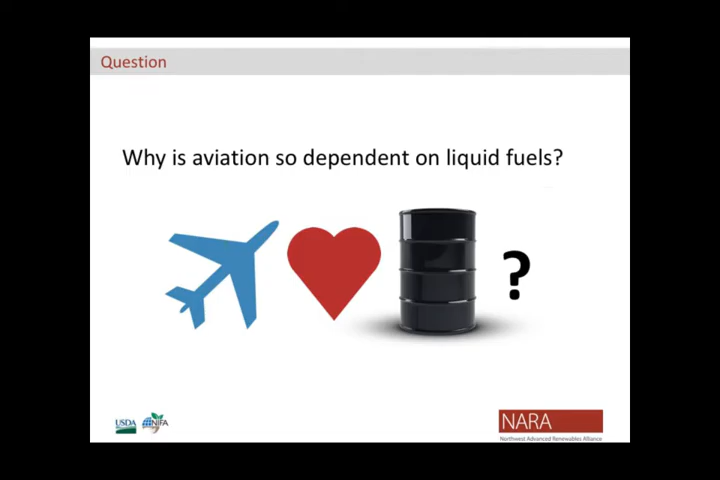 Question
Why is aviation so dependent on liquid fuels?
?
USDA
NIFA
NARA
Northwest Advanced Renewables Alliance